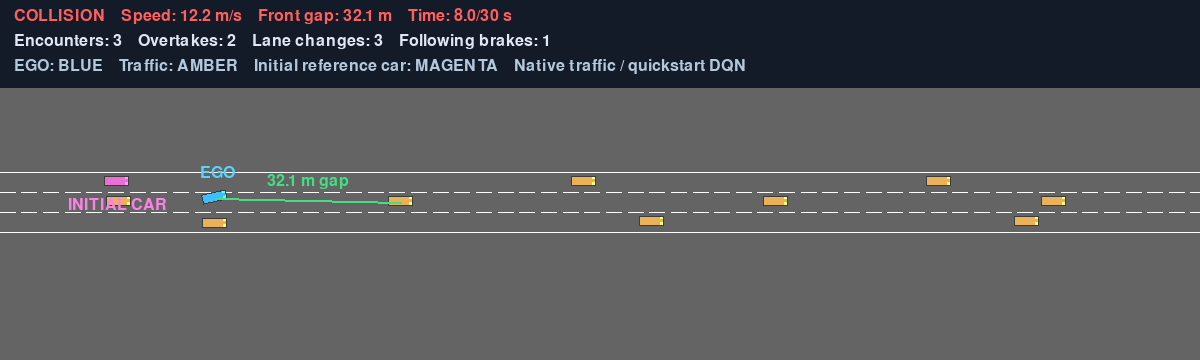 COLLISION Speed: 12.2 m/s Front gap: 32.1 m Time: 8.0/30 s
Encounters: 3 Overtakes: 2 Lane changes: 3 Following brakes: 1
EGO: BLUE Traffic: AMBER Initial reference car: MAGENTA Native traffic / quickstart DQN
EGO
32.1 m gap
INITIAL CAR